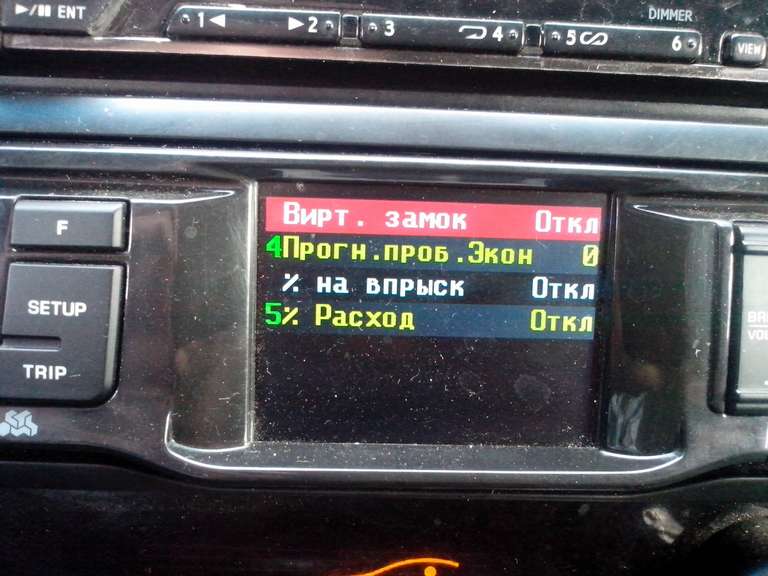 ▶/▮▮ ENT
1◀ ▶2 3 4 5 6 DIMMER
VIEW
F
SETUP
TRIP
Вирт. замок Откл
4Прогн.проб.Экон 0
% на впрыск Откл
5% Расход Откл